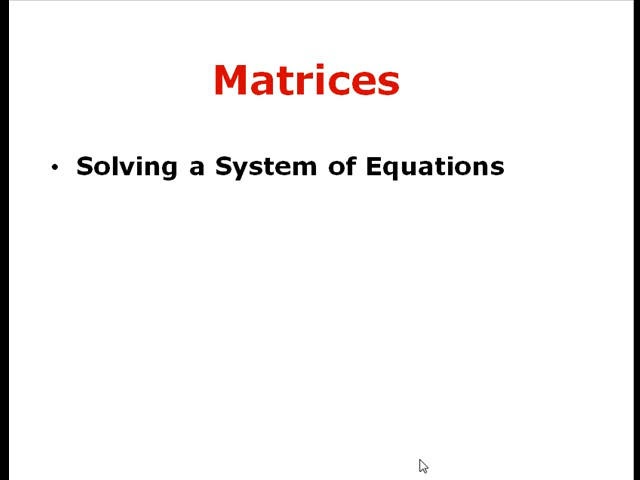 Matrices
• Solving a System of Equations